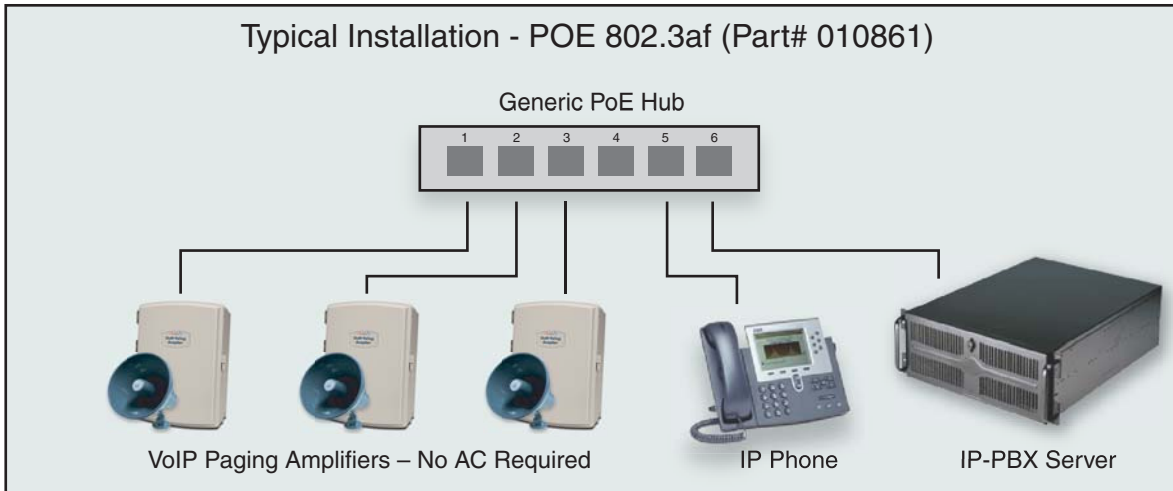 Typical Installation - POE 802.3af (Part# 010861)
Generic PoE Hub
1 2 3 4 5 6
VoIP Paging Amplifiers – No AC Required
IP Phone
IP-PBX Server